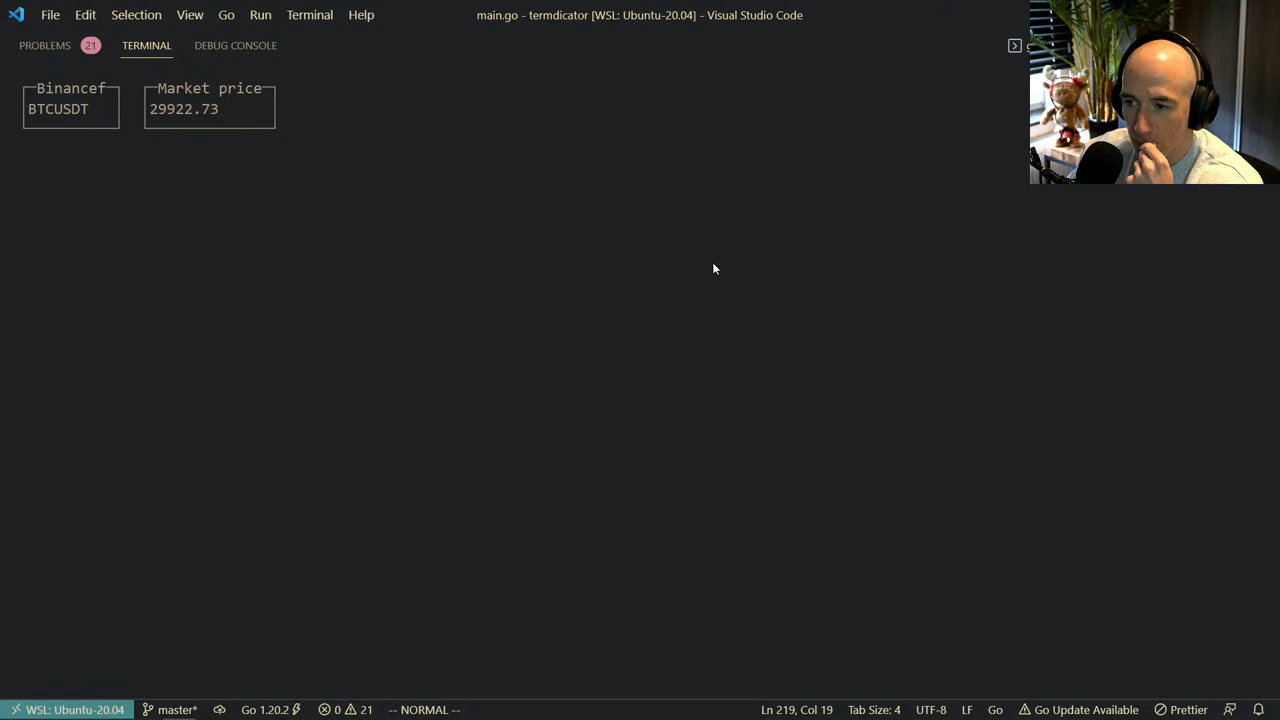 File Edit Selection View Go Run Terminal Help main.go - termdicator [WSL: Ubuntu-20.04] - Visual Studio Code
PROBLEMS 21 TERMINAL DEBUG CONSOLE
Binancef Market price
BTCUSDT 29922.73
WSL: Ubuntu-20.04 master* Go 1.20.2 0 21 -- NORMAL -- Ln 219, Col 19 Tab Size: 4 UTF-8 LF Go Go Update Available Prettier